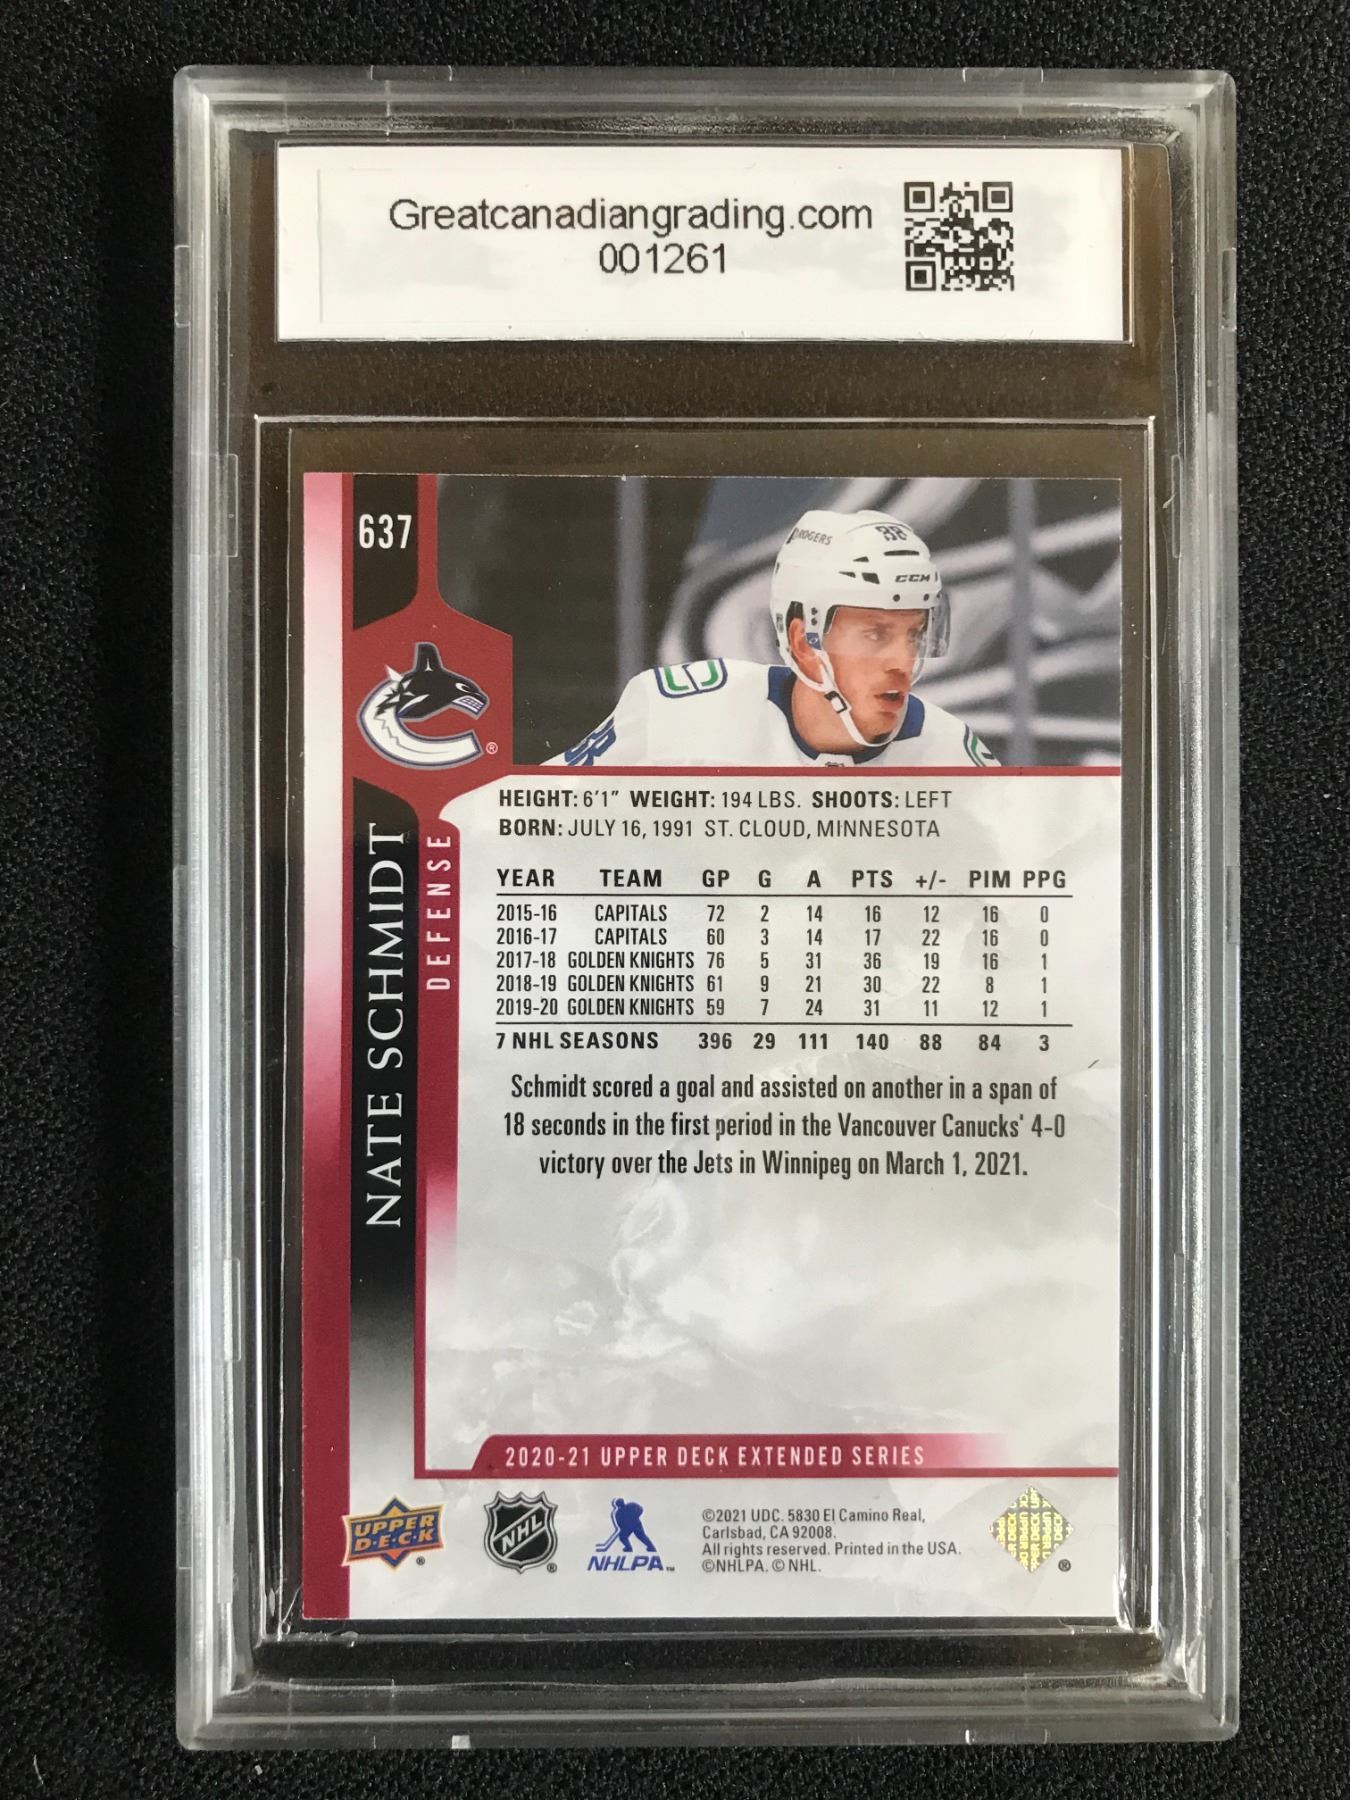 Greatcanadiangrading.com
001261
637
ROGERS
88
CCM
®
NATE SCHMIDT
DEFENSE
HEIGHT: 6'1" WEIGHT: 194 LBS. SHOOTS: LEFT
BORN: JULY 16, 1991 ST. CLOUD, MINNESOTA
YEAR TEAM GP G A PTS +/- PIM PPG
2015-16 CAPITALS 72 2 14 16 12 16 0
2016-17 CAPITALS 60 3 14 17 22 16 0
2017-18 GOLDEN KNIGHTS 76 5 31 36 19 16 1
2018-19 GOLDEN KNIGHTS 61 9 21 30 22 8 1
2019-20 GOLDEN KNIGHTS 59 7 24 31 11 12 1
7 NHL SEASONS 396 29 111 140 88 84 3
Schmidt scored a goal and assisted on another in a span of
18 seconds in the first period in the Vancouver Canucks' 4-0
victory over the Jets in Winnipeg on March 1, 2021.
2020-21 UPPER DECK EXTENDED SERIES
UPPER
D·E·C·K
®
NHL
®
NHLPA™
©2021 UDC. 5830 El Camino Real,
Carlsbad, CA 92008.
All rights reserved. Printed in the USA.
©NHLPA. © NHL.
®